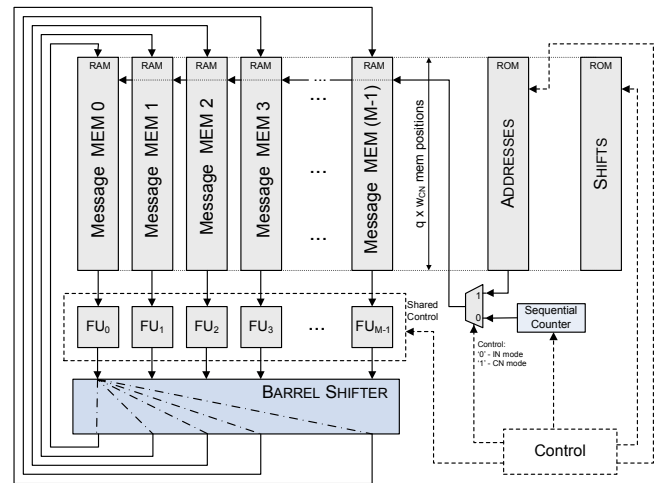 RAM
RAM
RAM
RAM
RAM
ROM
ROM
Message MEM 0
Message MEM 1
Message MEM 2
Message MEM 3
...
...
...
...
Message MEM (M-1)
q x wCN mem positions
ADDRESSES
SHIFTS
FU0
FU1
FU2
FU3
...
FUM-1
Shared
Control
1
0
Sequential
Counter
Control:
'0' - IN mode
'1' - CN mode
BARREL SHIFTER
Control